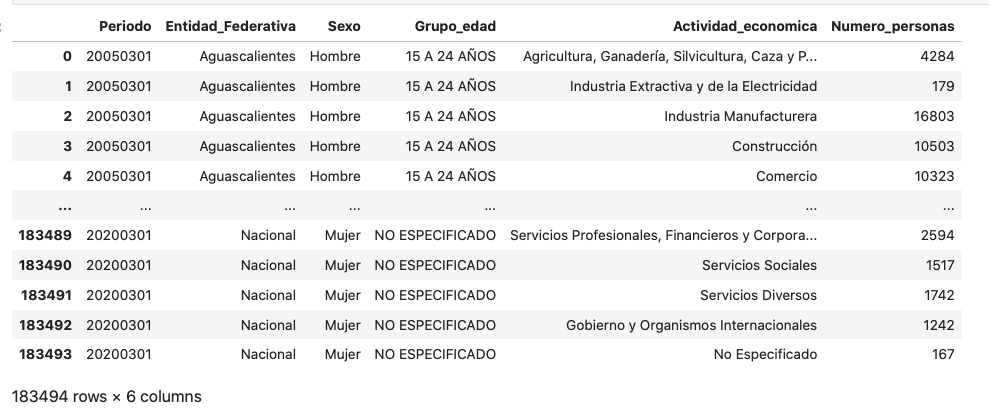 Periodo Entidad_Federativa Sexo Grupo_edad Actividad_economica Numero_personas
0 20050301 Aguascalientes Hombre 15 A 24 AÑOS Agricultura, Ganadería, Silvicultura, Caza y P... 4284
1 20050301 Aguascalientes Hombre 15 A 24 AÑOS Industria Extractiva y de la Electricidad 179
2 20050301 Aguascalientes Hombre 15 A 24 AÑOS Industria Manufacturera 16803
3 20050301 Aguascalientes Hombre 15 A 24 AÑOS Construcción 10503
4 20050301 Aguascalientes Hombre 15 A 24 AÑOS Comercio 10323
... ... ... ... ... ... ...
183489 20200301 Nacional Mujer NO ESPECIFICADO Servicios Profesionales, Financieros y Corpora... 2594
183490 20200301 Nacional Mujer NO ESPECIFICADO Servicios Sociales 1517
183491 20200301 Nacional Mujer NO ESPECIFICADO Servicios Diversos 1742
183492 20200301 Nacional Mujer NO ESPECIFICADO Gobierno y Organismos Internacionales 1242
183493 20200301 Nacional Mujer NO ESPECIFICADO No Especificado 167
183494 rows × 6 columns